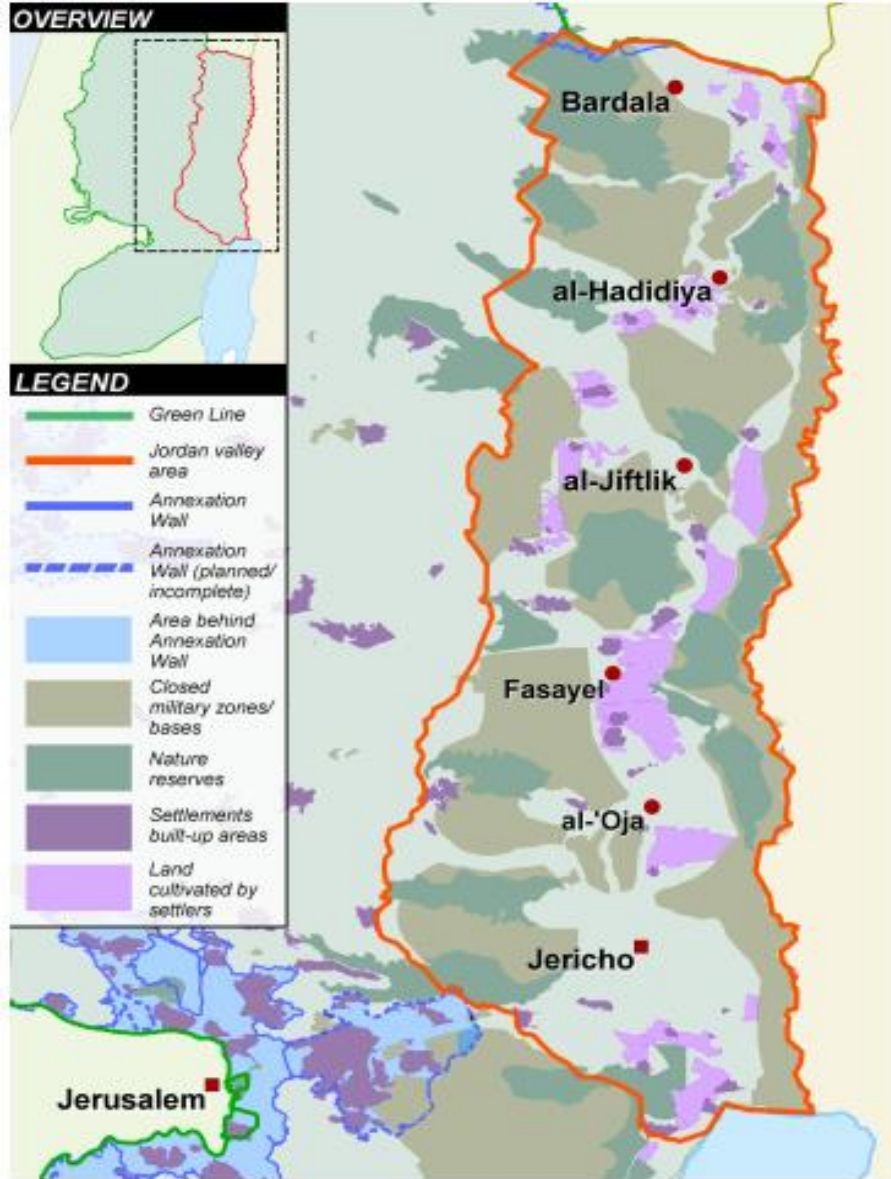 OVERVIEW
LEGEND
Green Line
Jordan valley
area
Annexation
Wall
Annexation
Wall (planned/
incomplete)
Area behind
Annexation
Wall
Closed
military zones/
bases
Nature
reserves
Settlements
built-up areas
Land
cultivated by
settlers
Bardala
al-Hadidiya
al-Jiftlik
Fasayel
al-'Oja
Jericho
Jerusalem